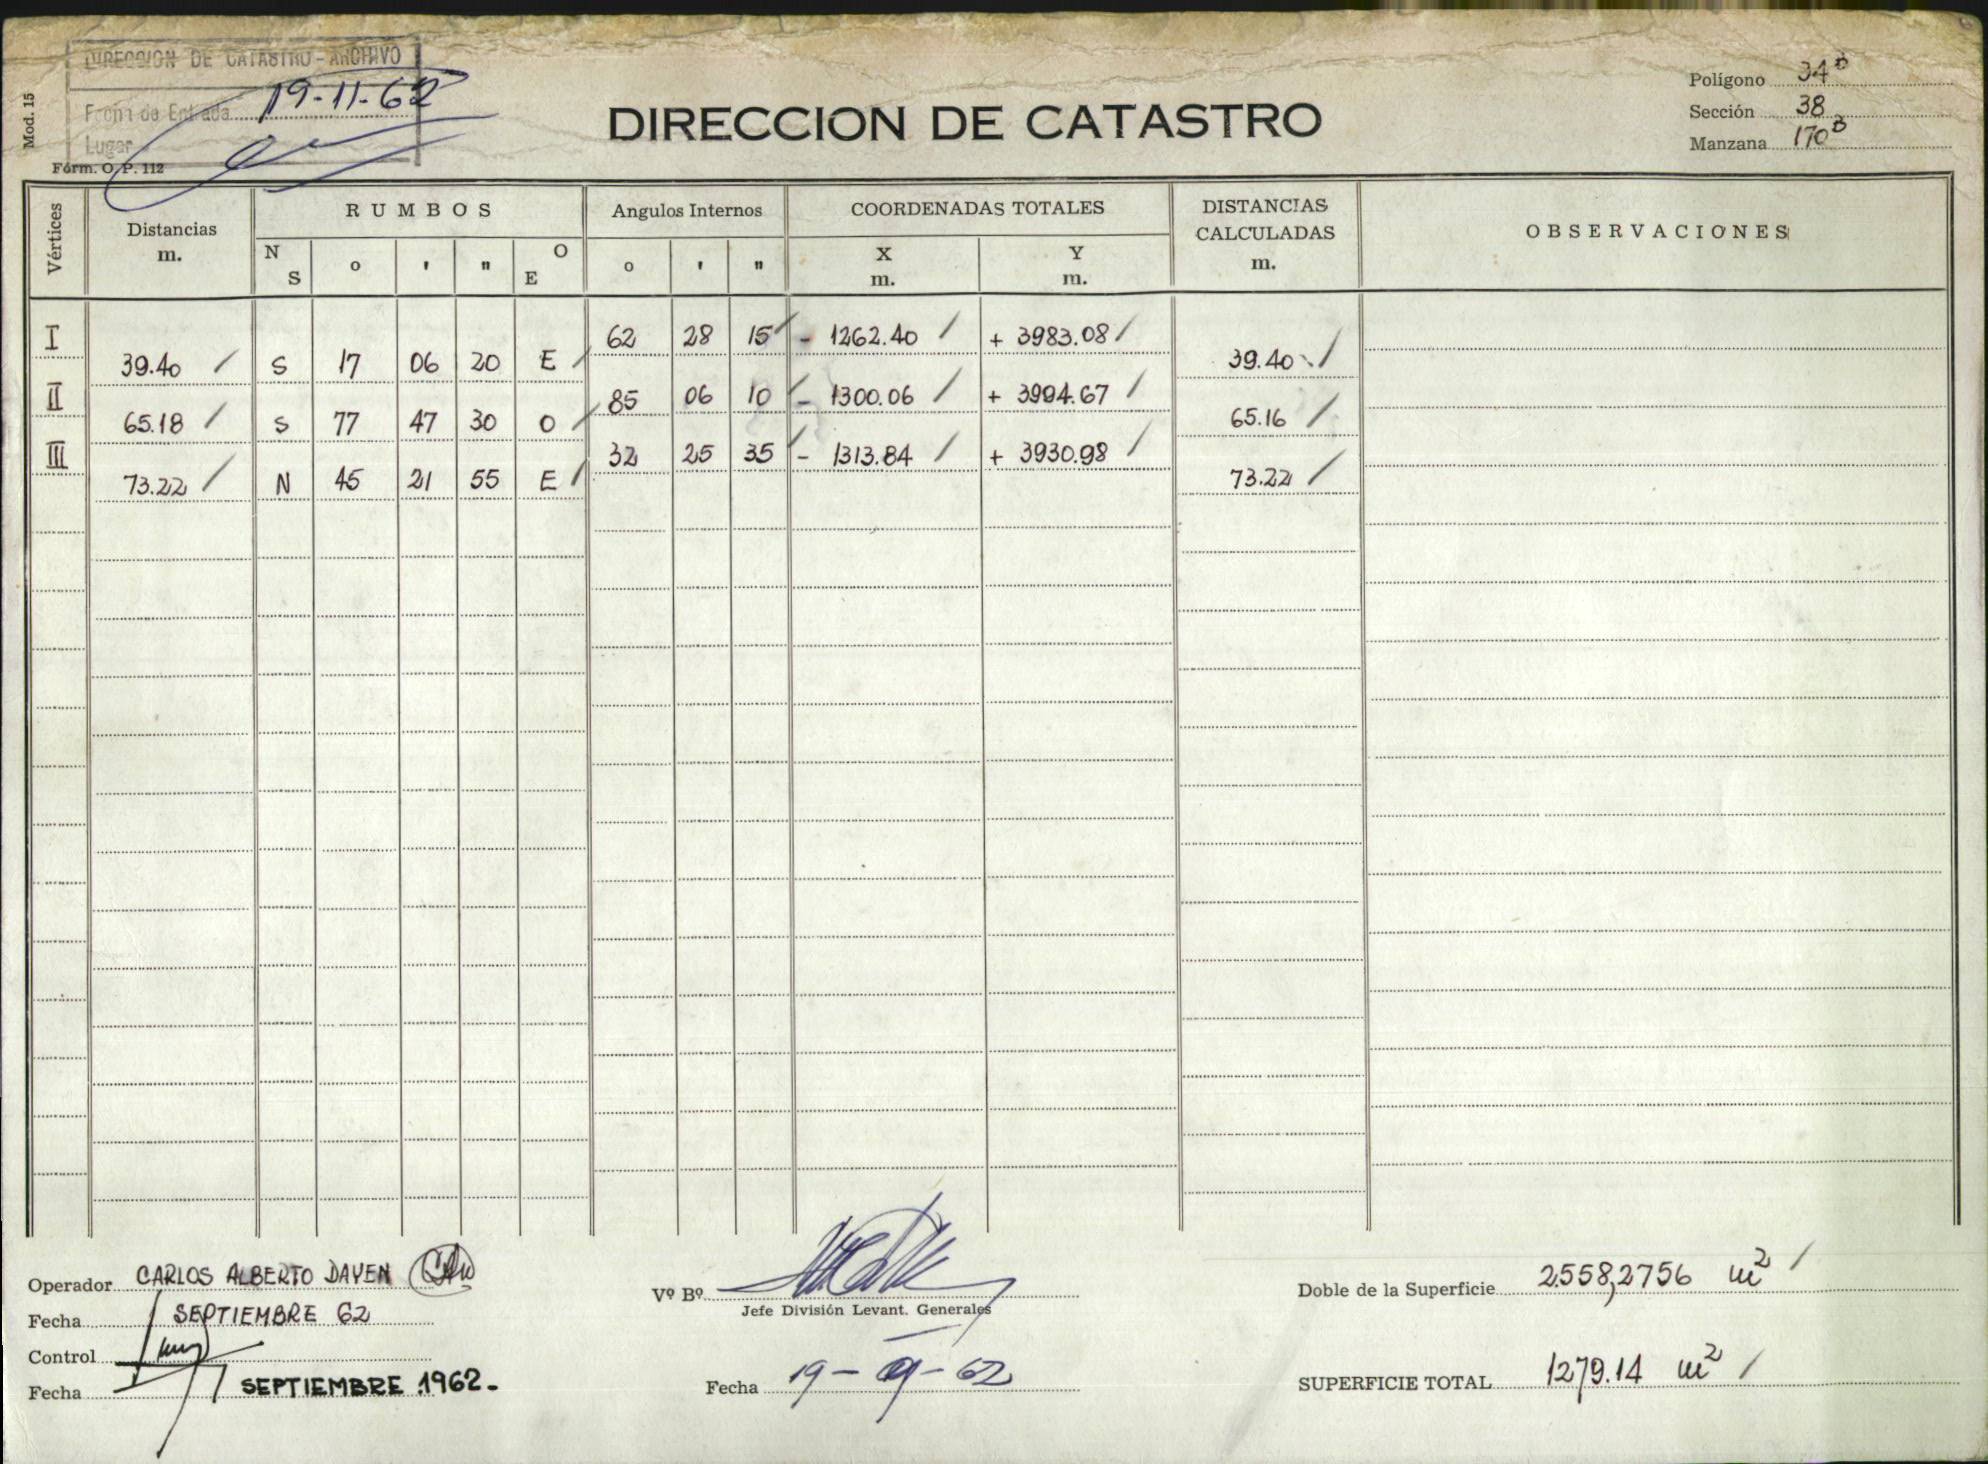 DIRECCION DE CATASTRO - ARCHIVO
Fecha de Entrada 19-11-62
Lugar
Mod. 15
Fórm. O. P. 112
DIRECCION DE CATASTRO
Polígono 34B
Sección 38
Manzana 170B
Vértices
Distancias m.
RUMBOS
N S ° ' " O E
Angulos Internos
° ' "
COORDENADAS TOTALES
X m. Y m.
DISTANCIAS CALCULADAS m.
OBSERVACIONES
I 62 28 15 - 1262.40 + 3983.08
39.40 S 17 06 20 E 39.40
II 85 06 10 - 1300.06 + 3994.67
65.18 S 77 47 30 O 65.16
III 32 25 35 - 1313.84 + 3930.98
73.22 N 45 21 55 E 73.22
Operador CARLOS ALBERTO DAYEN
Fecha SEPTIEMBRE 62
Control
Fecha SEPTIEMBRE 1962.-
Vº Bº
Jefe División Levant. Generales
Fecha 19-09-62
Doble de la Superficie 2558,2756 m²
SUPERFICIE TOTAL 1279.14 m²